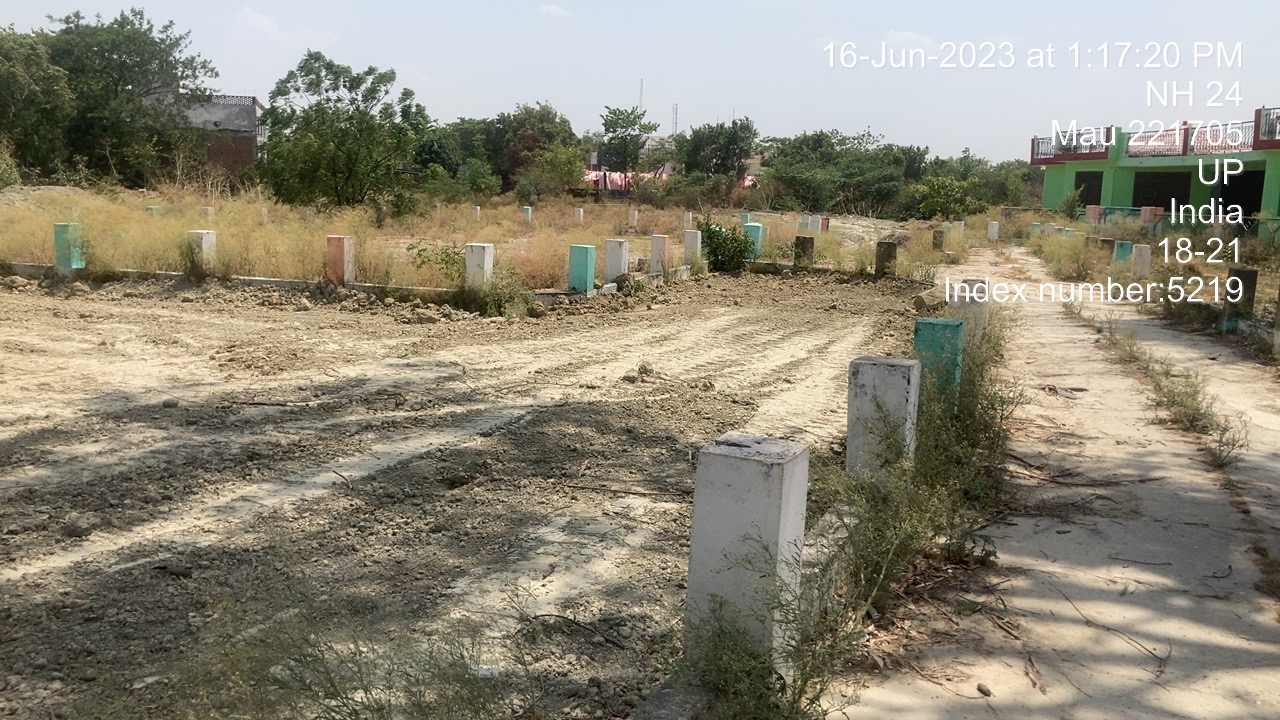 16-Jun-2023 at 1:17:20 PM
NH 24
Mau 221705
UP
India
18-21
Index number:5219